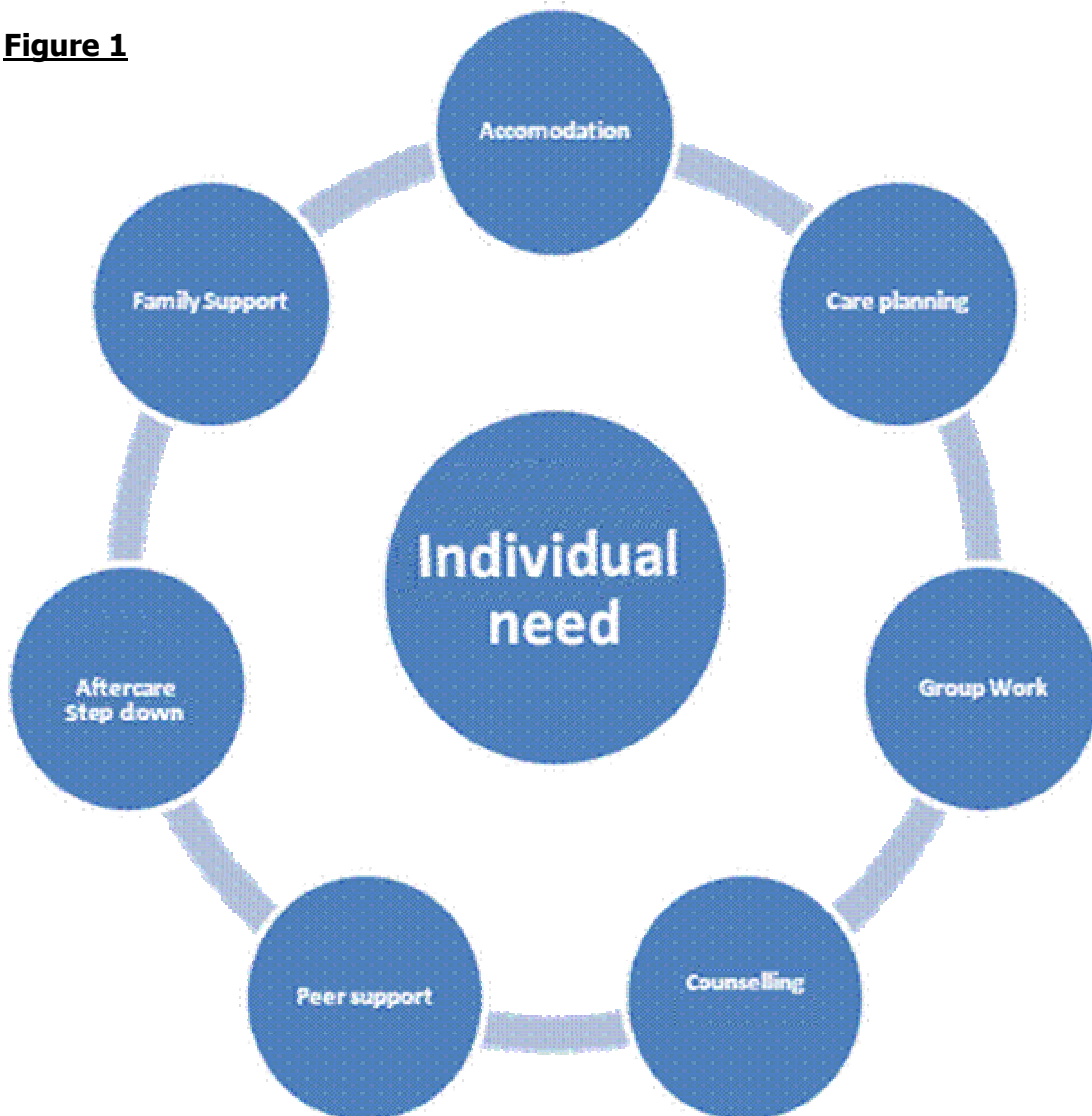 Figure 1
Accomodation
Care planning
Group Work
Counselling
Peer support
Aftercare
Step down
Family Support
Individual
need